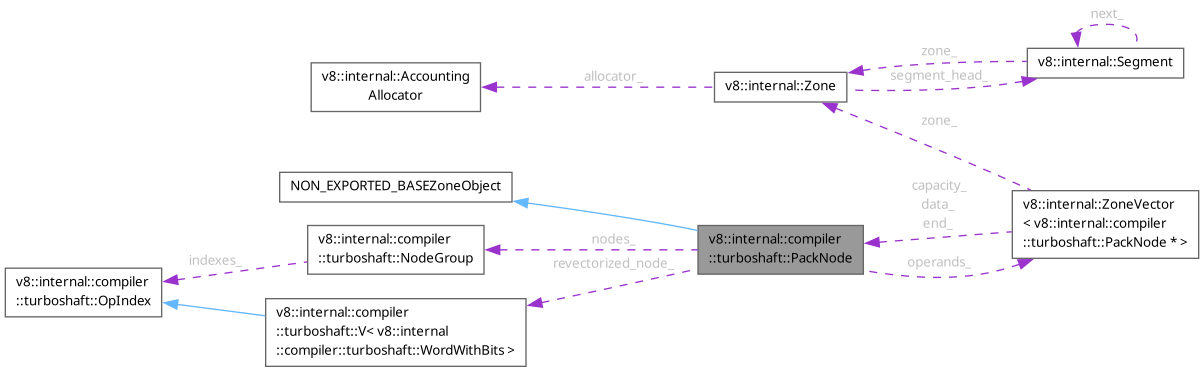 next_
zone_
v8::internal::Segment
v8::internal::Accounting
Allocator
allocator_
v8::internal::Zone
segment_head_
zone_
NON_EXPORTED_BASEZoneObject
capacity_
data_
end_
v8::internal::ZoneVector
< v8::internal::compiler
::turboshaft::PackNode * >
v8::internal::compiler
::turboshaft::NodeGroup
nodes_
v8::internal::compiler
::turboshaft::PackNode
revectorized_node_
operands_
indexes_
v8::internal::compiler
::turboshaft::OpIndex
v8::internal::compiler
::turboshaft::V< v8::internal
::compiler::turboshaft::WordWithBits >